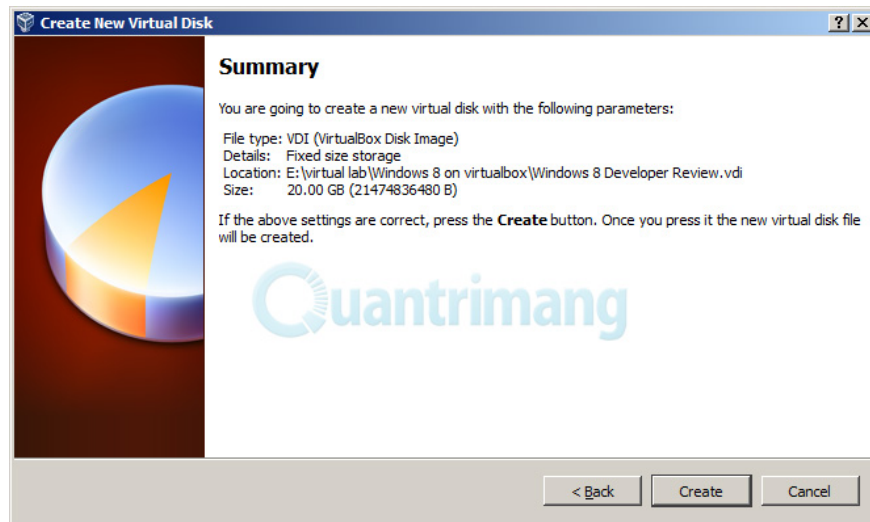 Create New Virtual Disk
Summary
You are going to create a new virtual disk with the following parameters:
File type: VDI (VirtualBox Disk Image)
Details: Fixed size storage
Location: E:\virtual lab\Windows 8 on virtualbox\Windows 8 Developer Review.vdi
Size: 20.00 GB (21474836480 B)
If the above settings are correct, press the Create button. Once you press it the new virtual disk file
will be created.
Quantrimang
< Back Create Cancel